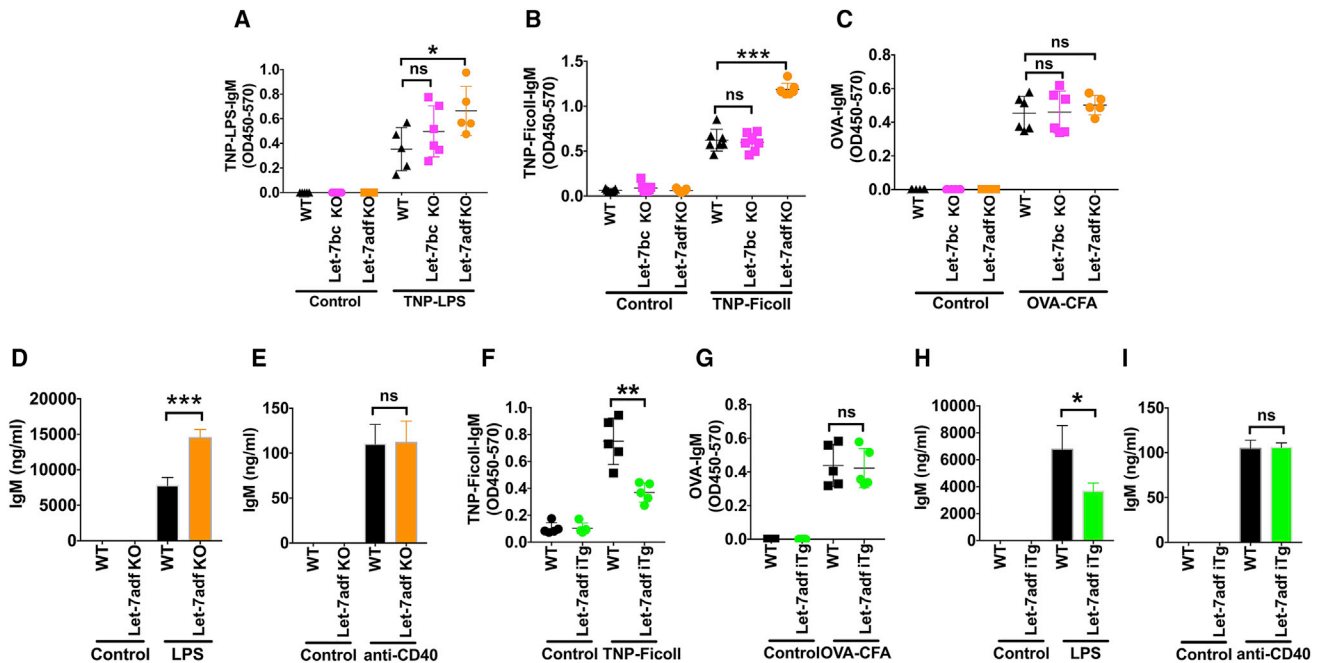 A
TNP-LPS-IgM
(OD450-570)
1.0
0.8
0.6
0.4
0.2
0.0
ns
*
WT
Let-7bc KO
Let-7adf KO
WT
Let-7bc KO
Let-7adf KO
Control
TNP-LPS
B
TNP-Ficoll-IgM
(OD450-570)
1.5
1.0
0.5
0.0
ns
***
WT
Let-7bc KO
Let-7adf KO
WT
Let-7bc KO
Let-7adf KO
Control
TNP-Ficoll
C
OVA-IgM
(OD450-570)
0.8
0.6
0.4
0.2
0.0
ns
ns
WT
Let-7bc KO
Let-7adf KO
WT
Let-7bc KO
Let-7adf KO
Control
OVA-CFA
D
IgM (ng/ml)
20000
15000
10000
5000
0
***
WT
Let-7adf KO
WT
Let-7adf KO
Control
LPS
E
IgM (ng/ml)
150
100
50
0
ns
WT
Let-7adf KO
WT
Let-7adf KO
Control
anti-CD40
F
TNP-Ficoll-IgM
(OD450-570)
1.0
0.8
0.6
0.4
0.2
0.0
**
WT
Let-7adf iTg
WT
Let-7adf iTg
Control
TNP-Ficoll
G
OVA-IgM
(OD450-570)
0.8
0.6
0.4
0.2
0.0
ns
WT
Let-7adf iTg
WT
Let-7adf iTg
Control
OVA-CFA
H
IgM (ng/ml)
10000
8000
6000
4000
2000
0
*
WT
Let-7adf iTg
WT
Let-7adf iTg
Control
LPS
I
IgM (ng/ml)
150
100
50
0
ns
WT
Let-7adf iTg
WT
Let-7adf iTg
Control
anti-CD40